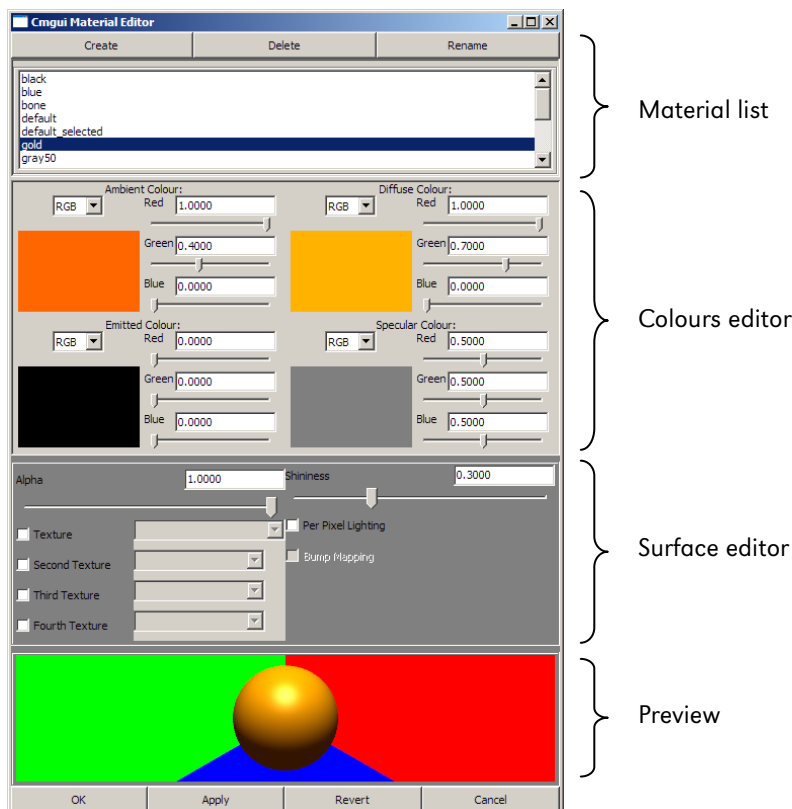 Cmgui Material Editor
Create Delete Rename
black
blue
bone
default
default_selected
gold
gray50
Material list
Ambient Colour:
RGB
Red 1.0000
Green 0.4000
Blue 0.0000
Diffuse Colour:
RGB
Red 1.0000
Green 0.7000
Blue 0.0000
Emitted Colour:
RGB
Red 0.0000
Green 0.0000
Blue 0.0000
Specular Colour:
RGB
Red 0.5000
Green 0.5000
Blue 0.5000
Colours editor
Alpha 1.0000
Shininess 0.3000
Texture
Second Texture
Third Texture
Fourth Texture
Per Pixel Lighting
Bump Mapping
Surface editor
Preview
OK Apply Revert Cancel